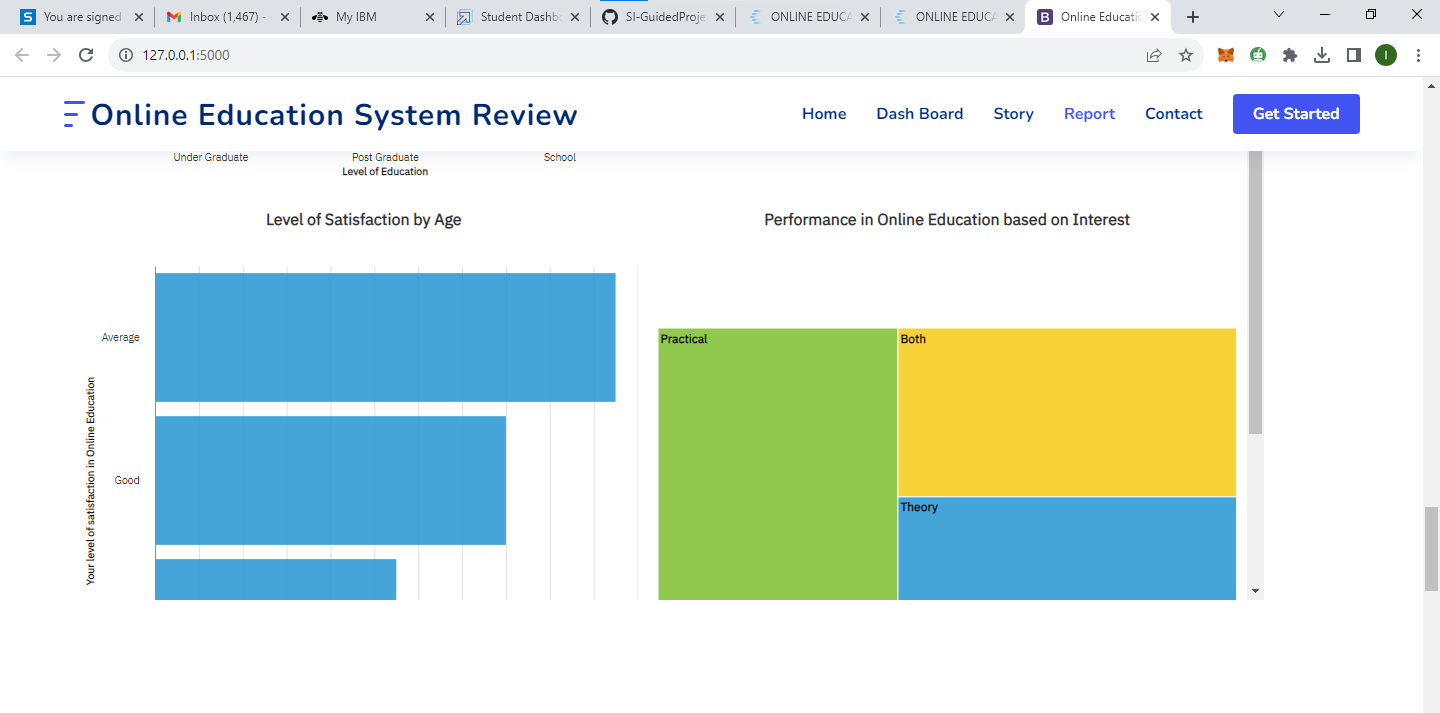 You are signed
Inbox (1,467) -
My IBM
Student Dashb
SI-GuidedProje
ONLINE EDUCA
ONLINE EDUCA
Online Educatio
127.0.0.1:5000
Online Education System Review
Home
Dash Board
Story
Report
Contact
Get Started
Under Graduate
Post Graduate
School
Level of Education
Level of Satisfaction by Age
Performance in Online Education based on Interest
Average
Good
Your level of satisfaction in Online Education
Practical
Both
Theory